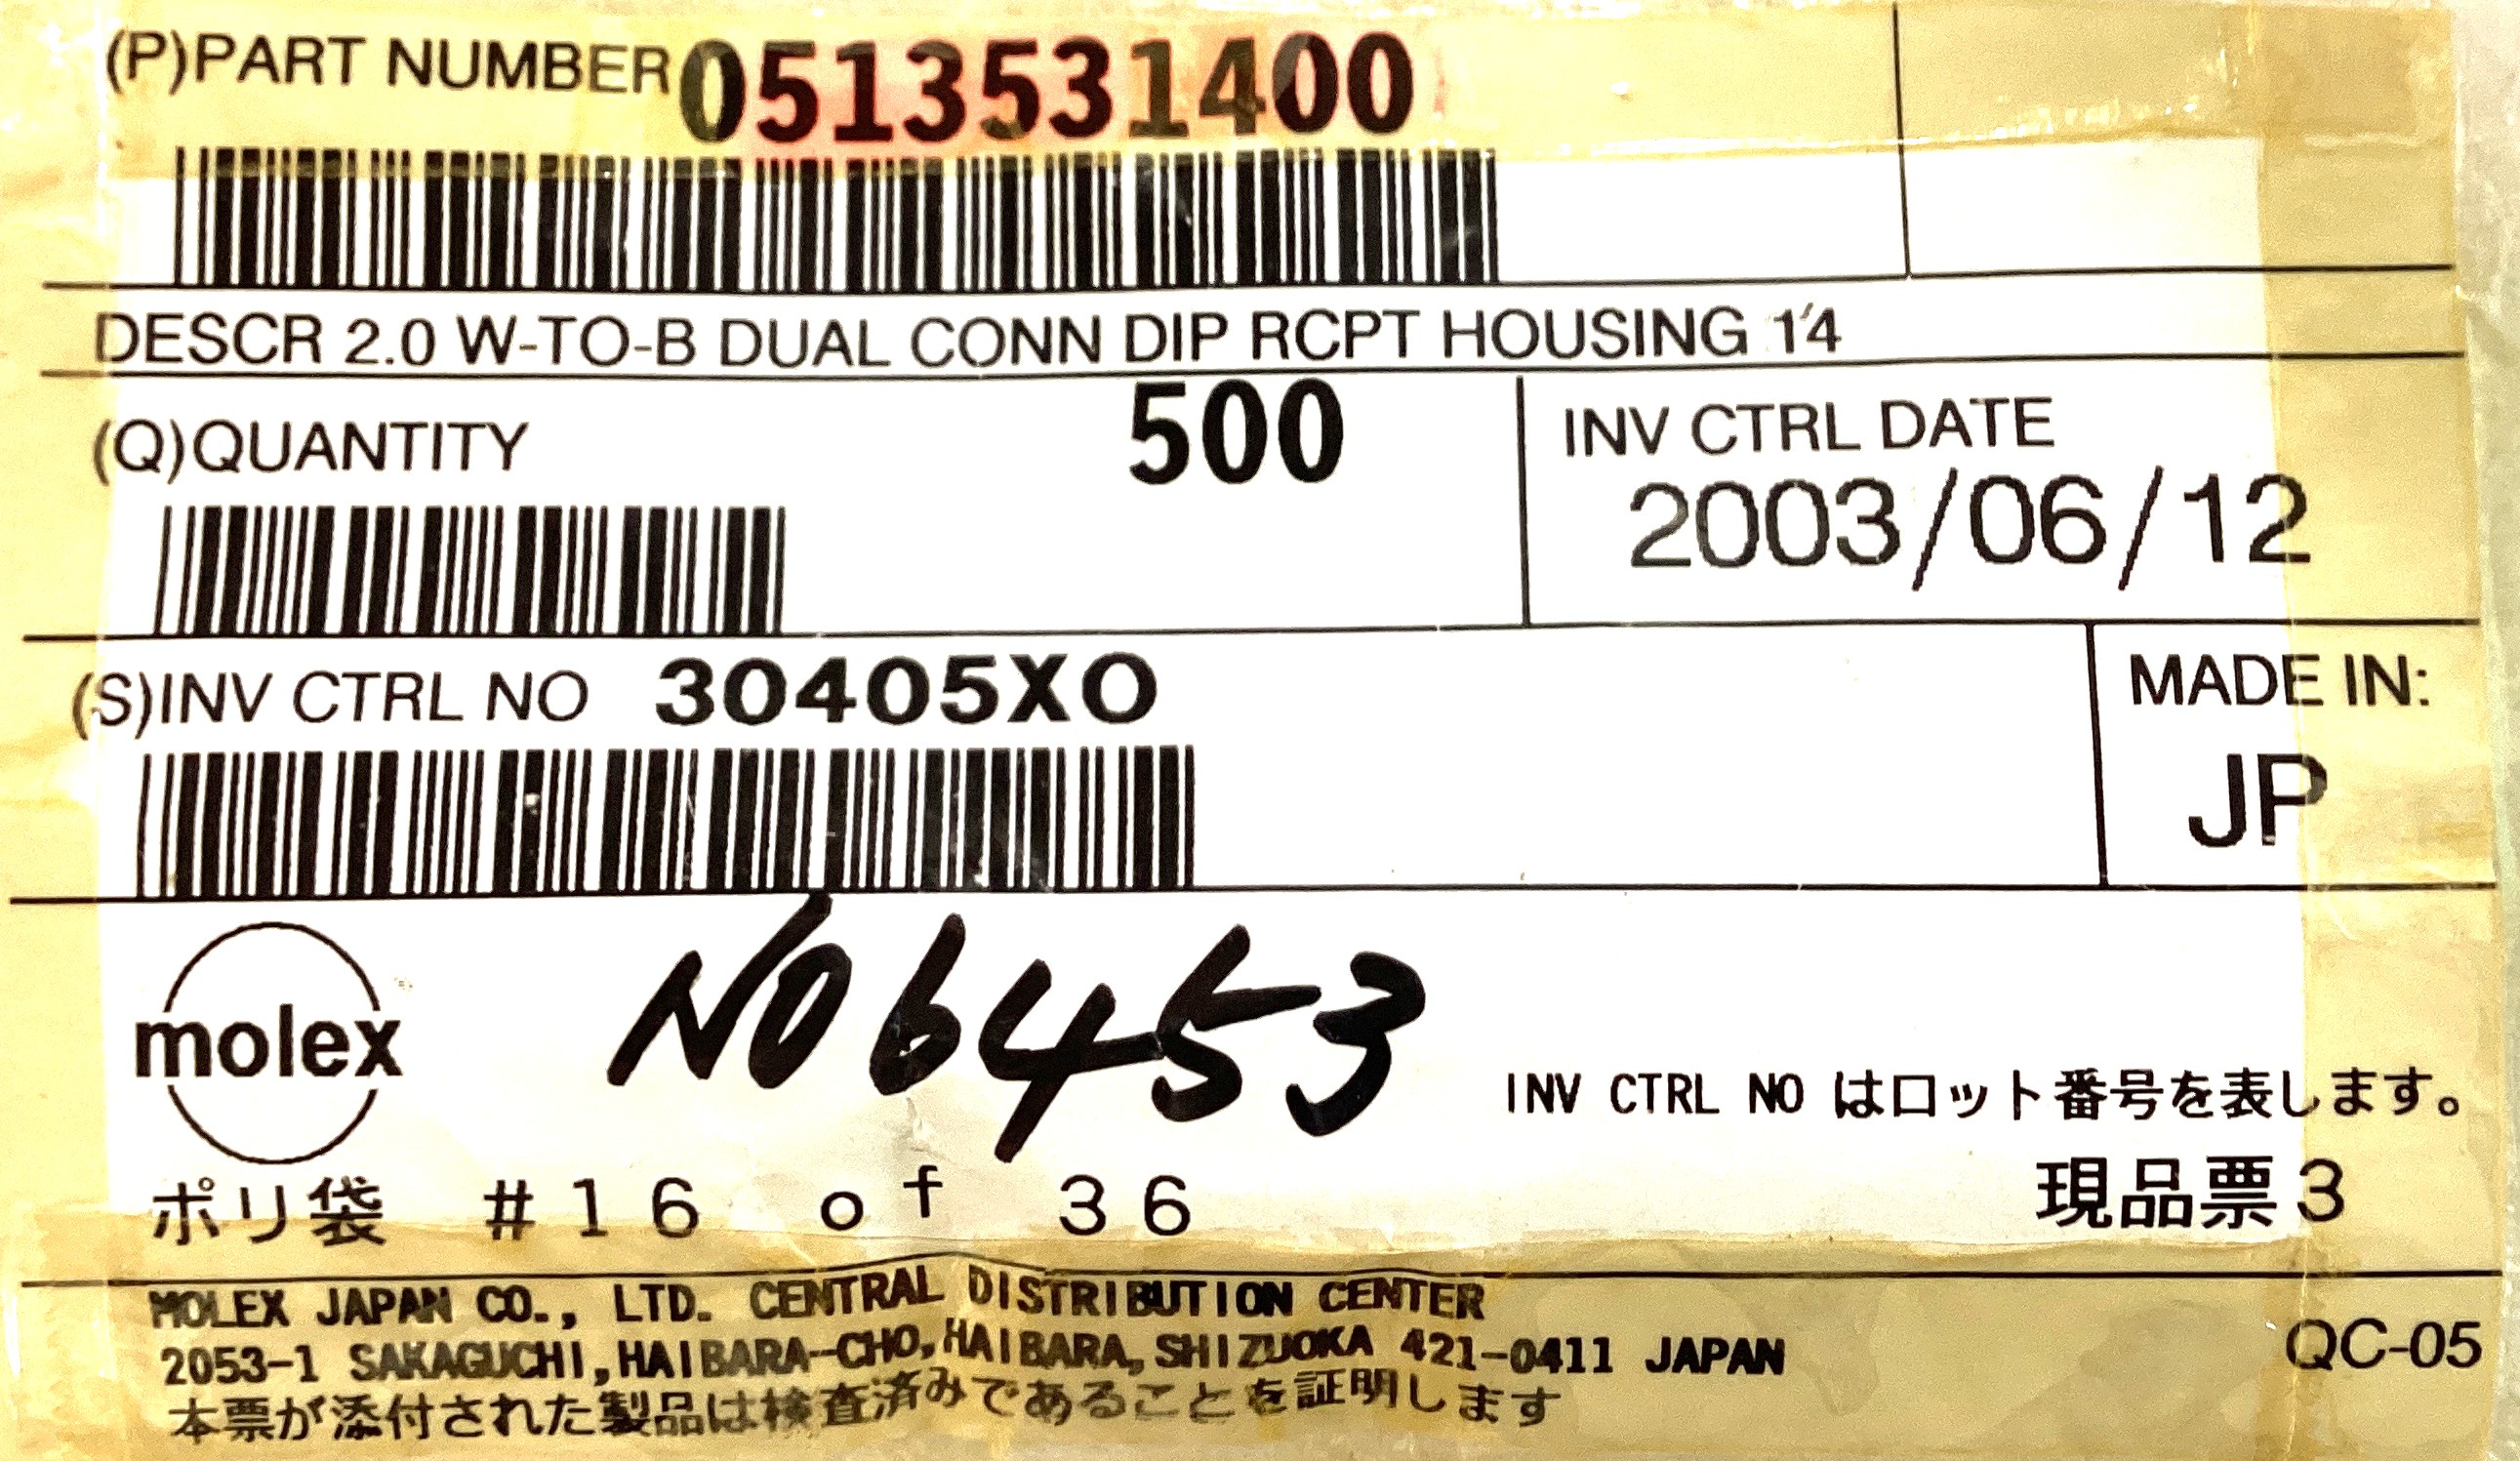 (P)PART NUMBER 0513531400
DESCR 2.0 W-TO-B DUAL CONN DIP RCPT HOUSING 14
(Q)QUANTITY 500
INV CTRL DATE
2003/06/12
(S)INV CTRL NO 30405XO
MADE IN:
JP
molex
NO6453
INV CTRL NO はロット番号を表します。
ポリ袋 #16 of 36
現品票3
MOLEX JAPAN CO., LTD. CENTRAL DISTRIBUTION CENTER
2053-1 SAKAGUCHI,HAIBARA-CHO,HAIBARA,SHIZUOKA 421-0411 JAPAN
QC-05
本票が添付された製品は検査済みであることを証明します